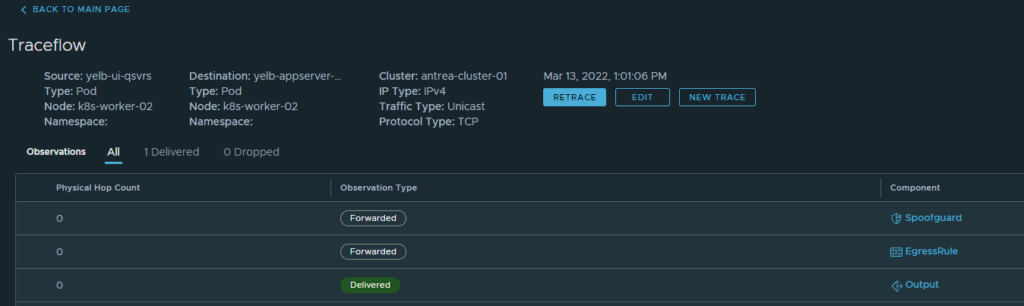 BACK TO MAIN PAGE
Traceflow
Source: yelb-ui-qsvrs Destination: yelb-appserver-... Cluster: antrea-cluster-01 Mar 13, 2022, 1:01:06 PM
Type: Pod Type: Pod IP Type: IPv4
Node: k8s-worker-02 Node: k8s-worker-02 Traffic Type: Unicast RETRACE EDIT NEW TRACE
Namespace: Namespace: Protocol Type: TCP
Observations All 1 Delivered 0 Dropped
Physical Hop Count Observation Type Component
0 Forwarded Spoofguard
0 Forwarded EgressRule
0 Delivered Output